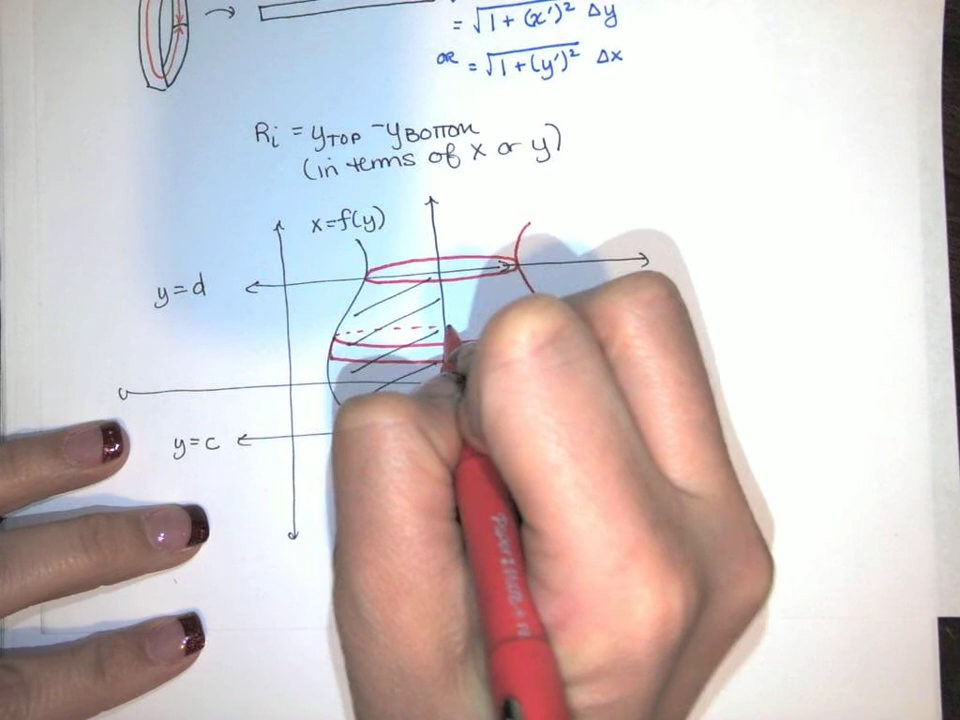 = √1 + (x')² Δy
OR = √1 + (y')² Δx
Ri = yTOP - yBOTTOM
(in terms of x or y)
x=f(y)
y=d
y=c